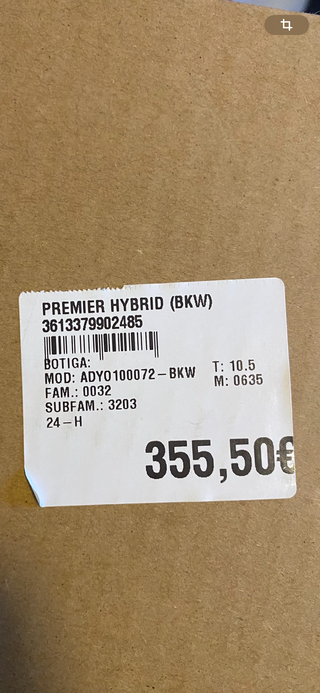 PREMIER HYBRID (BKW)
3613379902485
BOTIGA:
MOD: ADYO100072-BKW T: 10.5
FAM.: 0032 M: 0635
SUBFAM.: 3203
24-H
355,50€